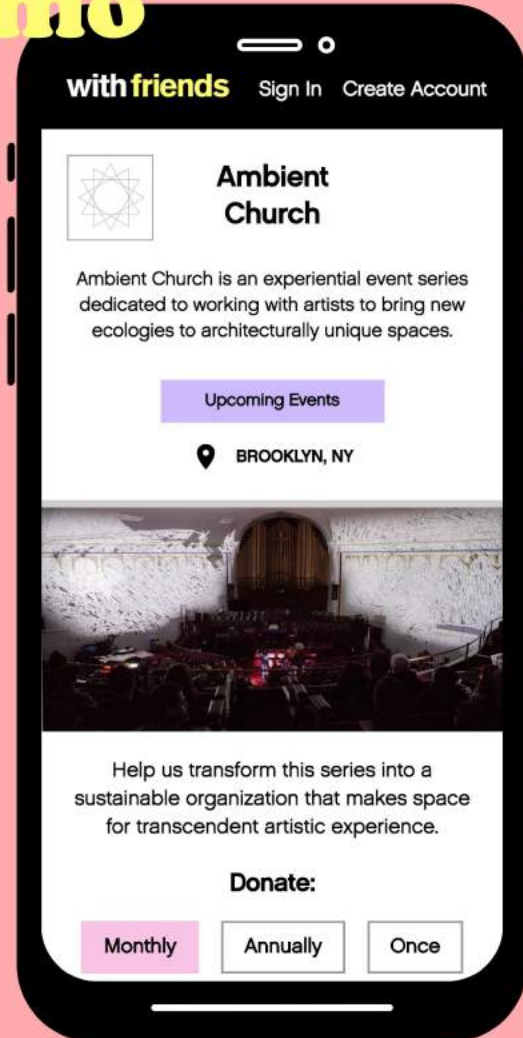 with friends Sign In Create Account
Ambient
Church
Ambient Church is an experiential event series
dedicated to working with artists to bring new
ecologies to architecturally unique spaces.
Upcoming Events
BROOKLYN, NY
Help us transform this series into a
sustainable organization that makes space
for transcendent artistic experience.
Donate:
Monthly Annually Once